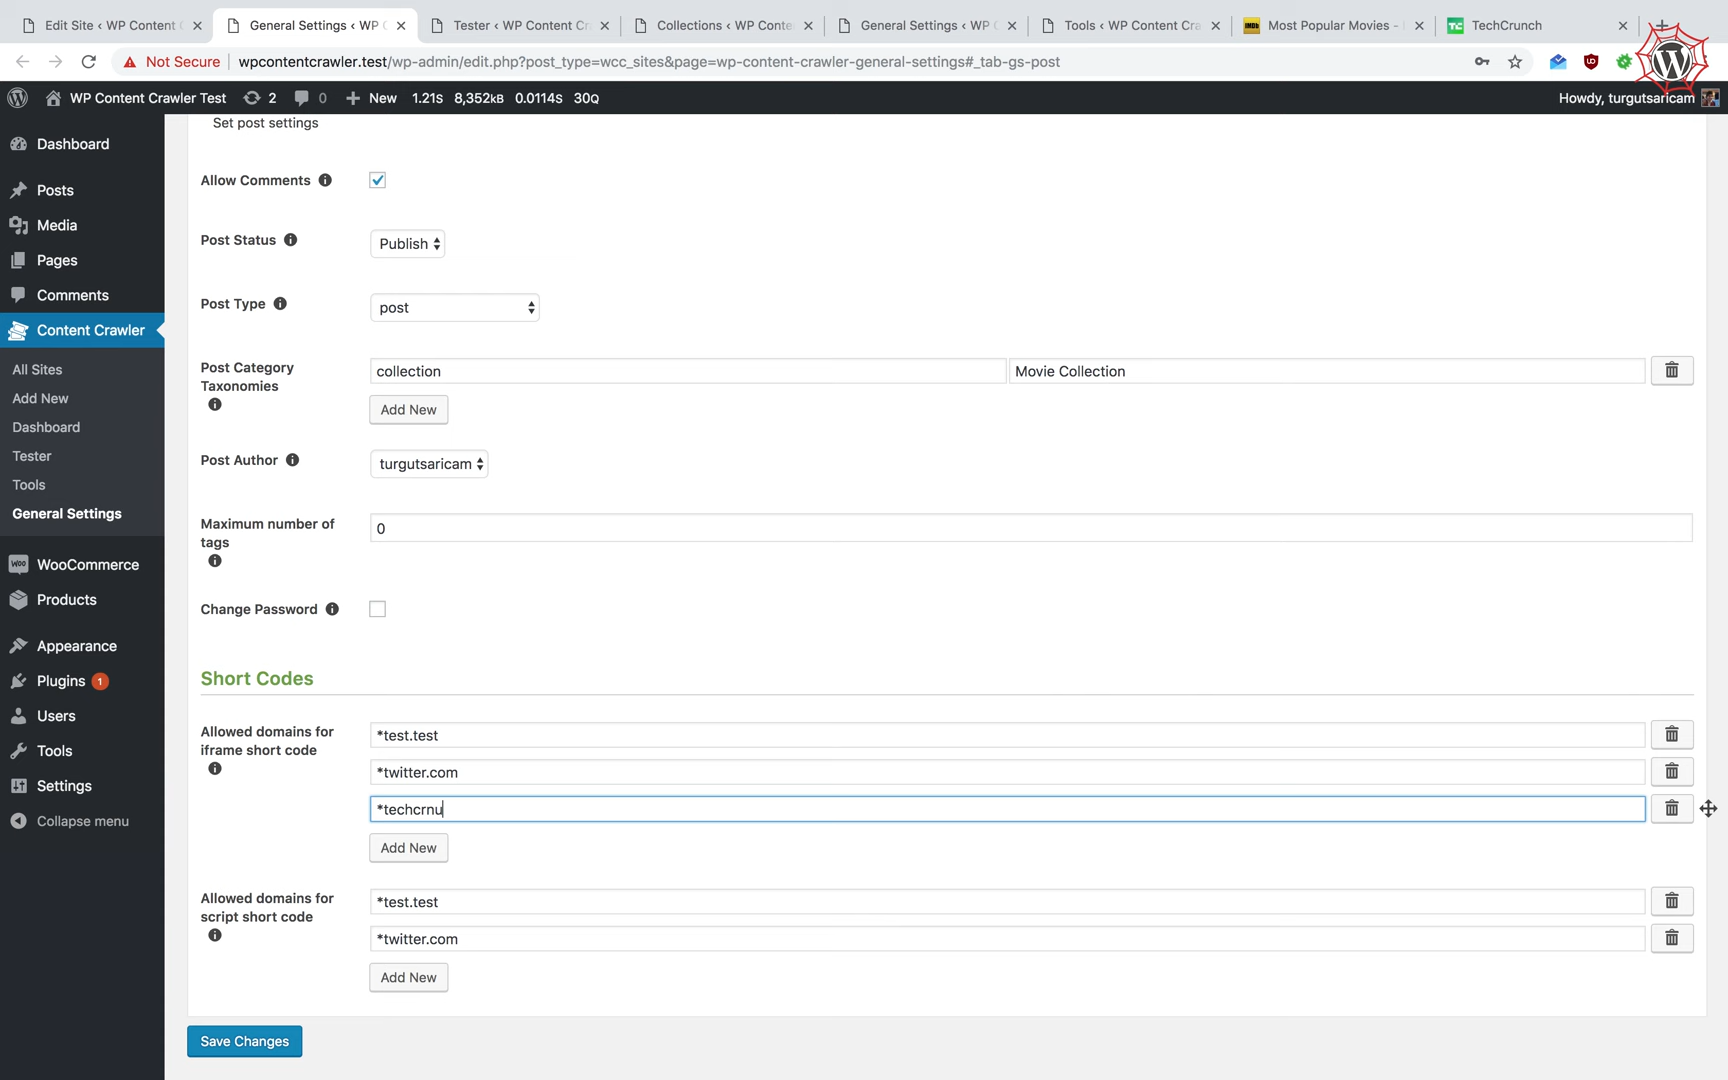 Edit Site ‹ WP Content C
General Settings ‹ WP C
Tester ‹ WP Content Cr
Collections ‹ WP Conte
General Settings ‹ WP C
Tools ‹ WP Content Cra
IMDb
Most Popular Movies -
TC
TechCrunch
Not Secure
wpcontentcrawler.test/wp-admin/edit.php?post_type=wcc_sites&page=wp-content-crawler-general-settings#_tab-gs-post
WP Content Crawler Test
2
0
New
1.21S 8,352KB 0.0114S 30Q
Howdy, turgutsaricam
Dashboard
Posts
Media
Pages
Comments
Content Crawler
All Sites
Add New
Dashboard
Tester
Tools
General Settings
WooCommerce
Products
Appearance
Plugins 1
Users
Tools
Settings
Collapse menu
Set post settings
Allow Comments
Post Status
Publish
Post Type
post
Post Category
Taxonomies
collection
Movie Collection
Add New
Post Author
turgutsaricam
Maximum number of
tags
0
Change Password
Short Codes
Allowed domains for
iframe short code
*test.test
*twitter.com
*techcrnu
Add New
Allowed domains for
script short code
*test.test
*twitter.com
Add New
Save Changes